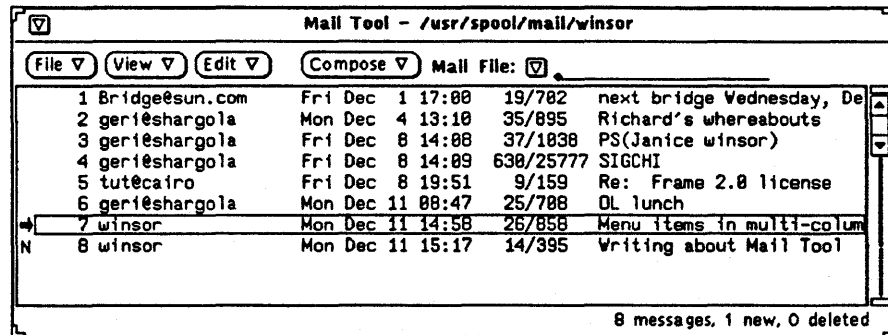 Mail Tool - /usr/spool/mail/winsor
File View Edit Compose Mail File:
1 Bridge@sun.com Fri Dec 1 17:00 19/702 next bridge Wednesday, De
2 geri@shargola Mon Dec 4 13:10 35/895 Richard's whereabouts
3 geri@shargola Fri Dec 8 14:08 37/1038 PS(Janice winsor)
4 geri@shargola Fri Dec 8 14:09 630/25777 SIGCHI
5 tut@cairo Fri Dec 8 19:51 9/159 Re: Frame 2.0 license
6 geri@shargola Mon Dec 11 08:47 25/708 OL lunch
7 winsor Mon Dec 11 14:58 26/858 Menu items in multi-colum
N 8 winsor Mon Dec 11 15:17 14/395 Writing about Mail Tool
8 messages, 1 new, 0 deleted